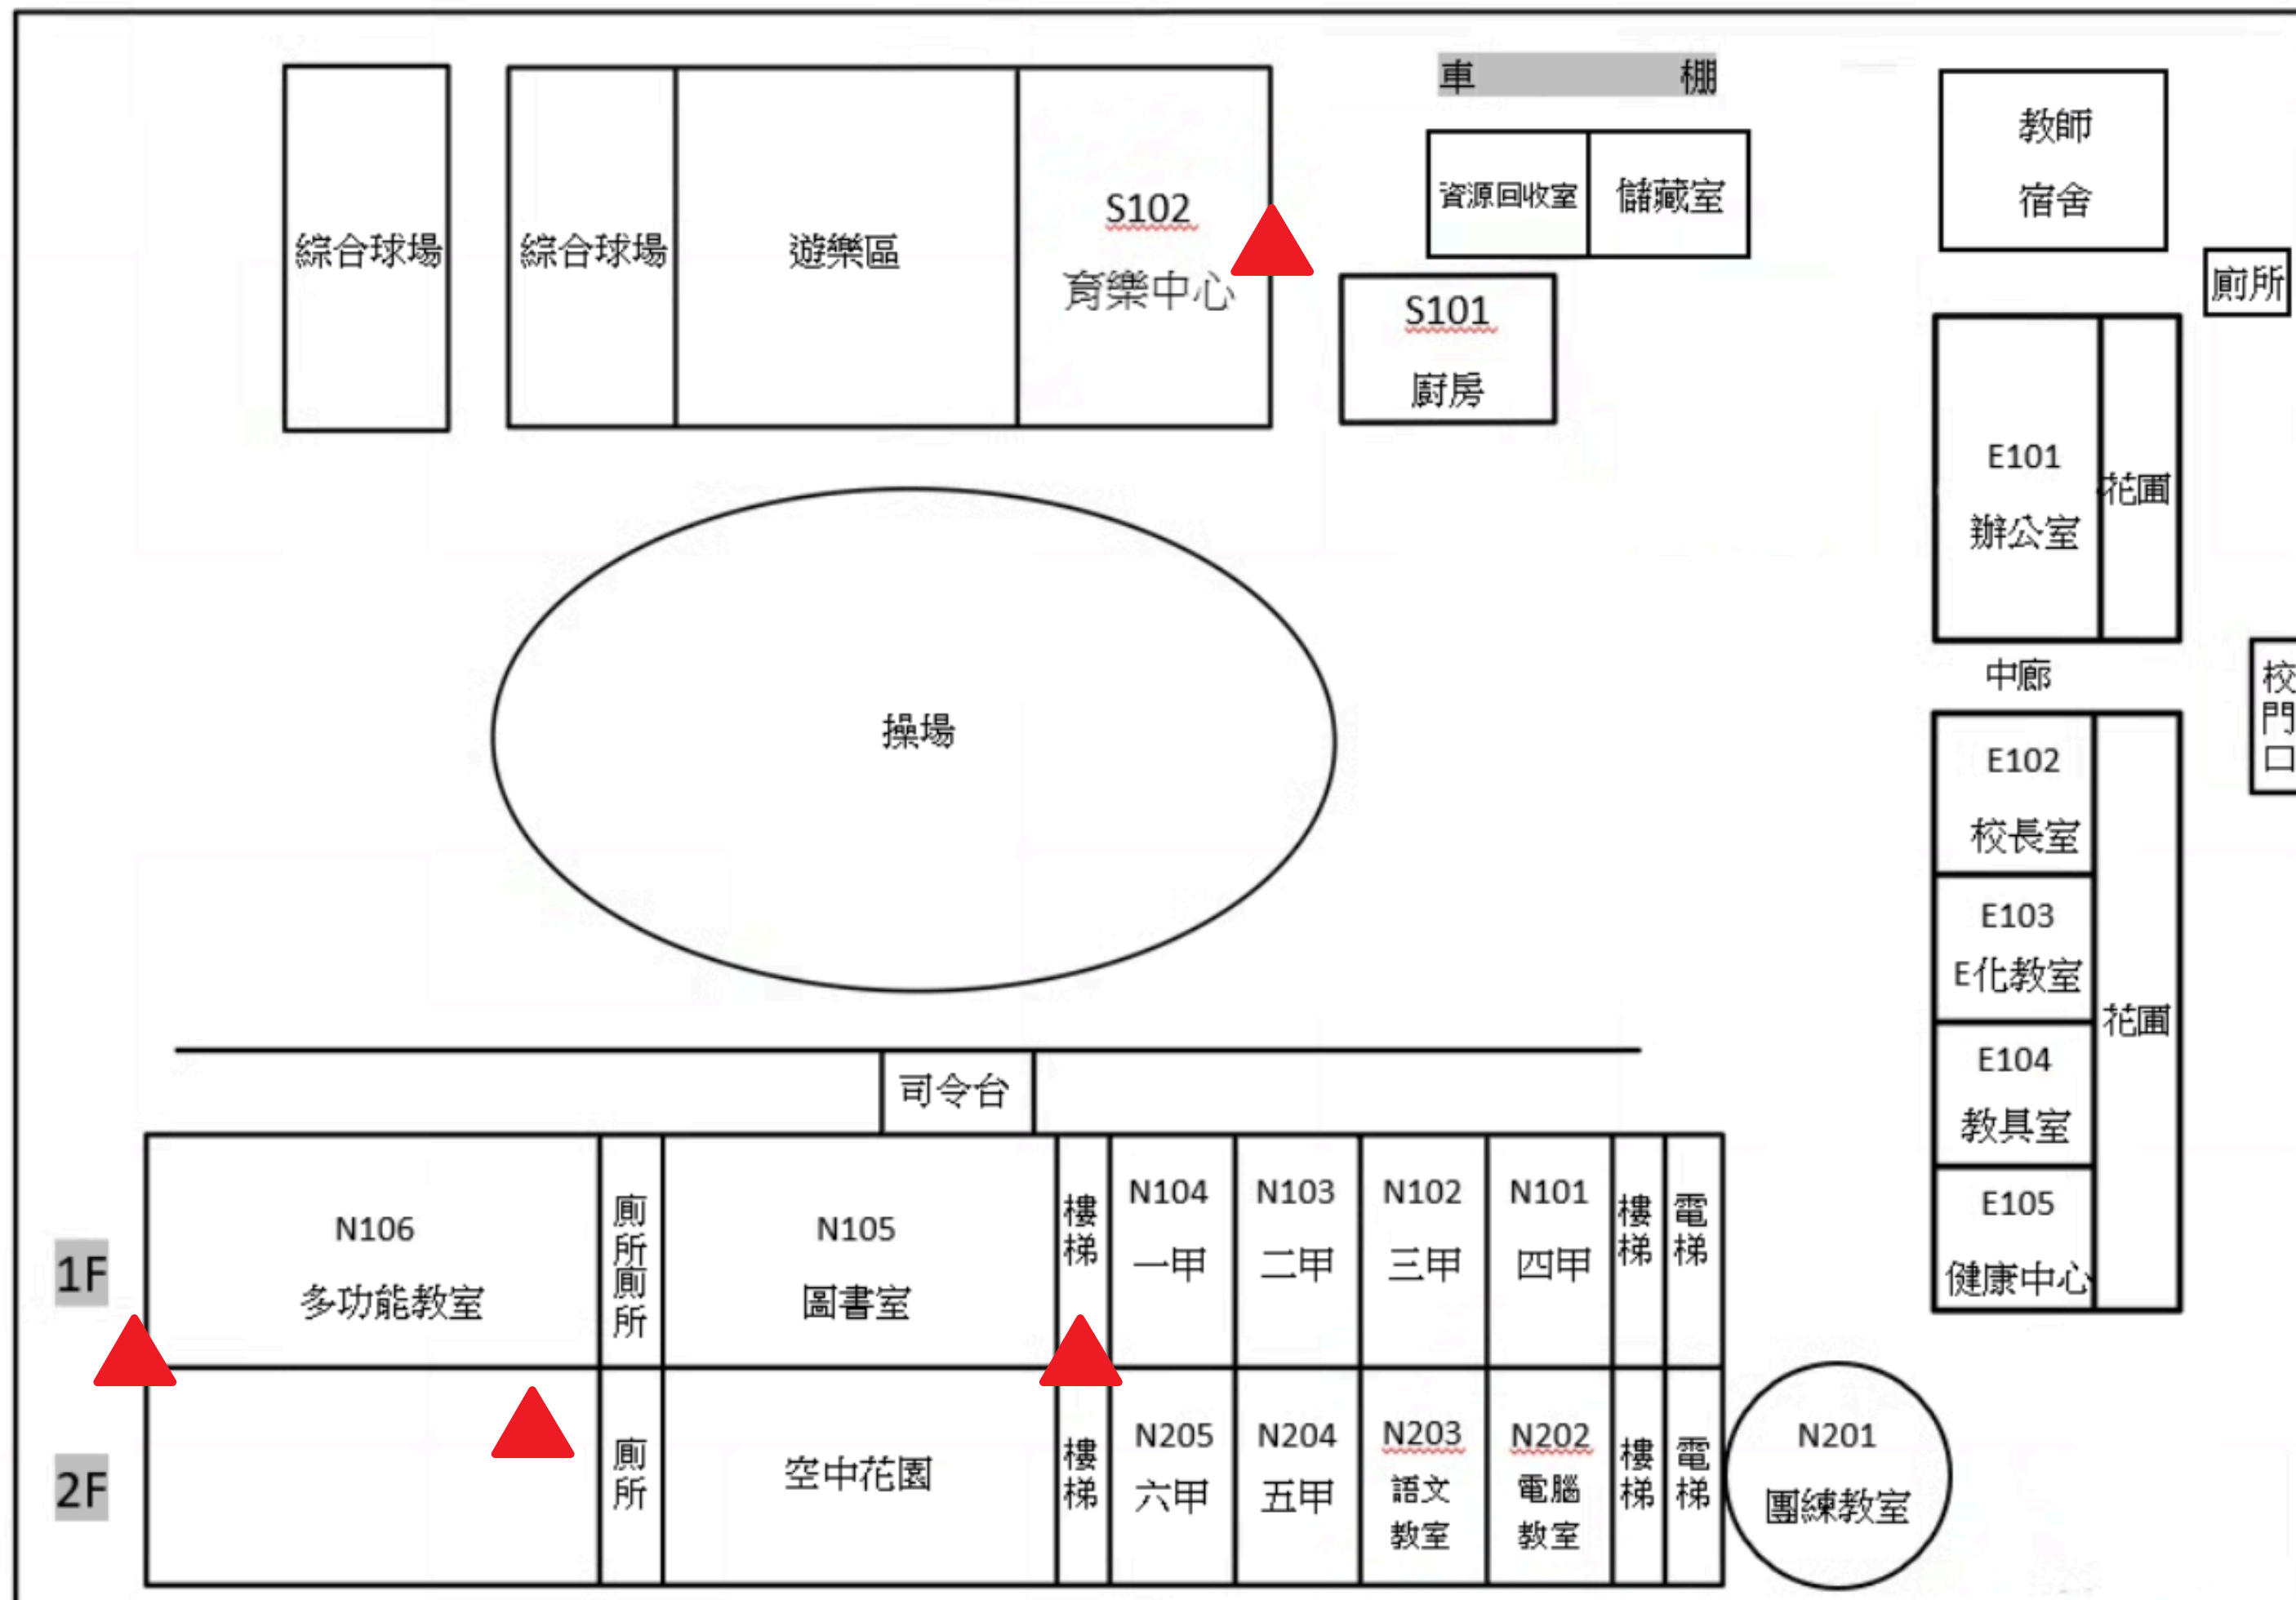 車 棚
教師
宿舍
資源回收室
儲藏室
綜合球場
綜合球場
遊樂區
S102
育樂中心
廁所
S101
廚房
E101
辦公室
花圃
中廊
校
門
口
操場
E102
校長室
E103
E化教室
花圃
E104
教具室
E105
健康中心
司令台
1F
N106
多功能教室
廁
所
廁
所
N105
圖書室
樓
梯
N104
一甲
N103
二甲
N102
三甲
N101
四甲
樓
梯
電
梯
2F
廁
所
空中花園
樓
梯
N205
六甲
N204
五甲
N203
語文
教室
N202
電腦
教室
樓
梯
電
梯
N201
團練教室